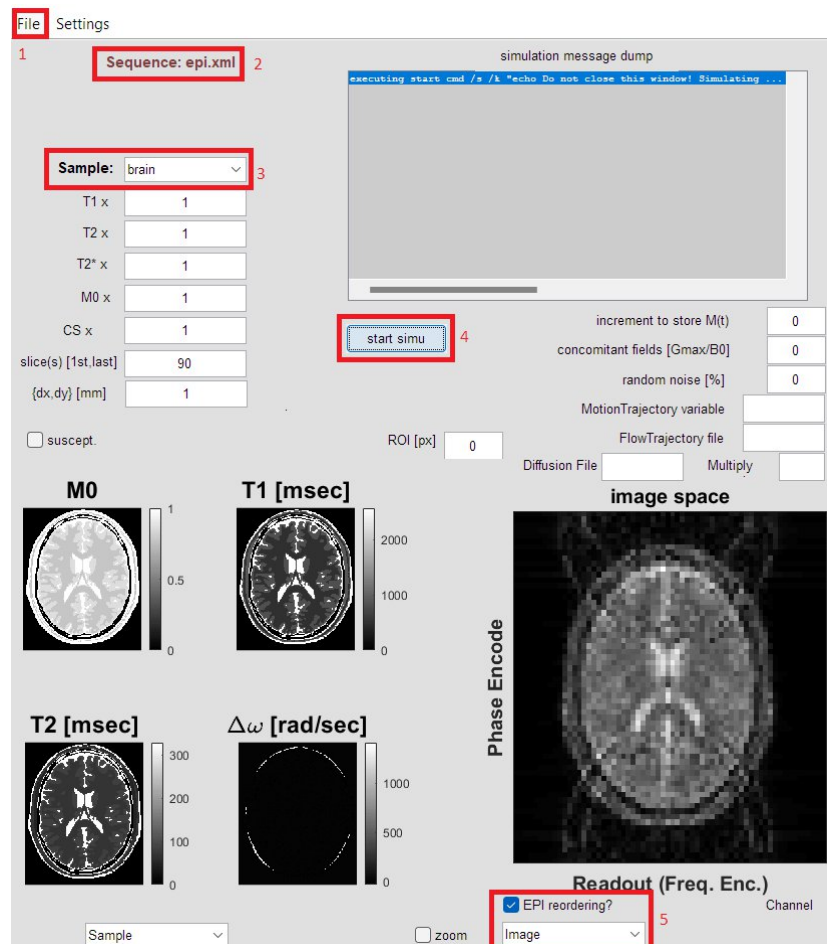 File Settings
1
Sequence: epi.xml 2
simulation message dump
executing start cmd /s /k "echo Do not close this window! Simulating ...
Sample: brain 3
T1 x 1
T2 x 1
T2* x 1
M0 x 1
CS x 1
slice(s) [1st,last] 90
{dx,dy} [mm] 1
start simu 4
increment to store M(t) 0
concomitant fields [Gmax/B0] 0
random noise [%] 0
MotionTrajectory variable
FlowTrajectory file
Diffusion File Multiply
suscept.
ROI [px] 0
M0
1
0.5
0
T1 [msec]
2000
1000
0
image space
Phase Encode
Readout (Freq. Enc.)
T2 [msec]
300
200
100
0
Δω [rad/sec]
1000
500
0
EPI reordering? 5
Channel
Sample
zoom
Image